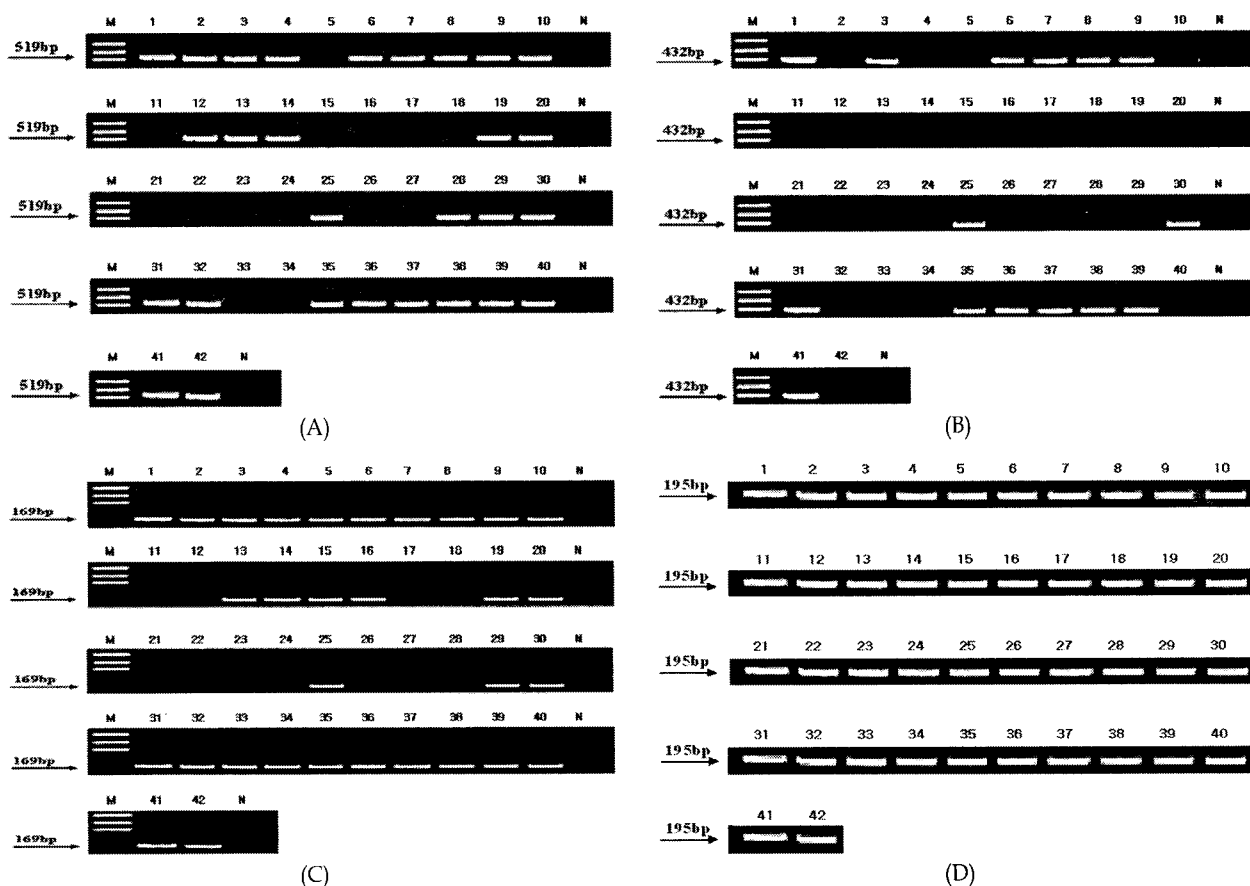 M 1 2 3 4 5 6 7 8 9 10 N
519bp
M 11 12 13 14 15 16 17 18 19 20 N
519bp
M 21 22 23 24 25 26 27 28 29 30 N
519bp
M 31 32 33 34 35 36 37 38 39 40 N
519bp
M 41 42 N
519bp
(A)
M 1 2 3 4 5 6 7 8 9 10 N
432bp
M 11 12 13 14 15 16 17 18 19 20 N
432bp
M 21 22 23 24 25 26 27 28 29 30 N
432bp
M 31 32 33 34 35 36 37 38 39 40 N
432bp
M 41 42 N
432bp
(B)
M 1 2 3 4 5 6 7 8 9 10 N
169bp
M 11 12 13 14 15 16 17 18 19 20 N
169bp
M 21 22 23 24 25 26 27 28 29 30 N
169bp
M 31 32 33 34 35 36 37 38 39 40 N
169bp
M 41 42 N
169bp
(C)
1 2 3 4 5 6 7 8 9 10
195bp
11 12 13 14 15 16 17 18 19 20
195bp
21 22 23 24 25 26 27 28 29 30
195bp
31 32 33 34 35 36 37 38 39 40
195bp
41 42
195bp
(D)